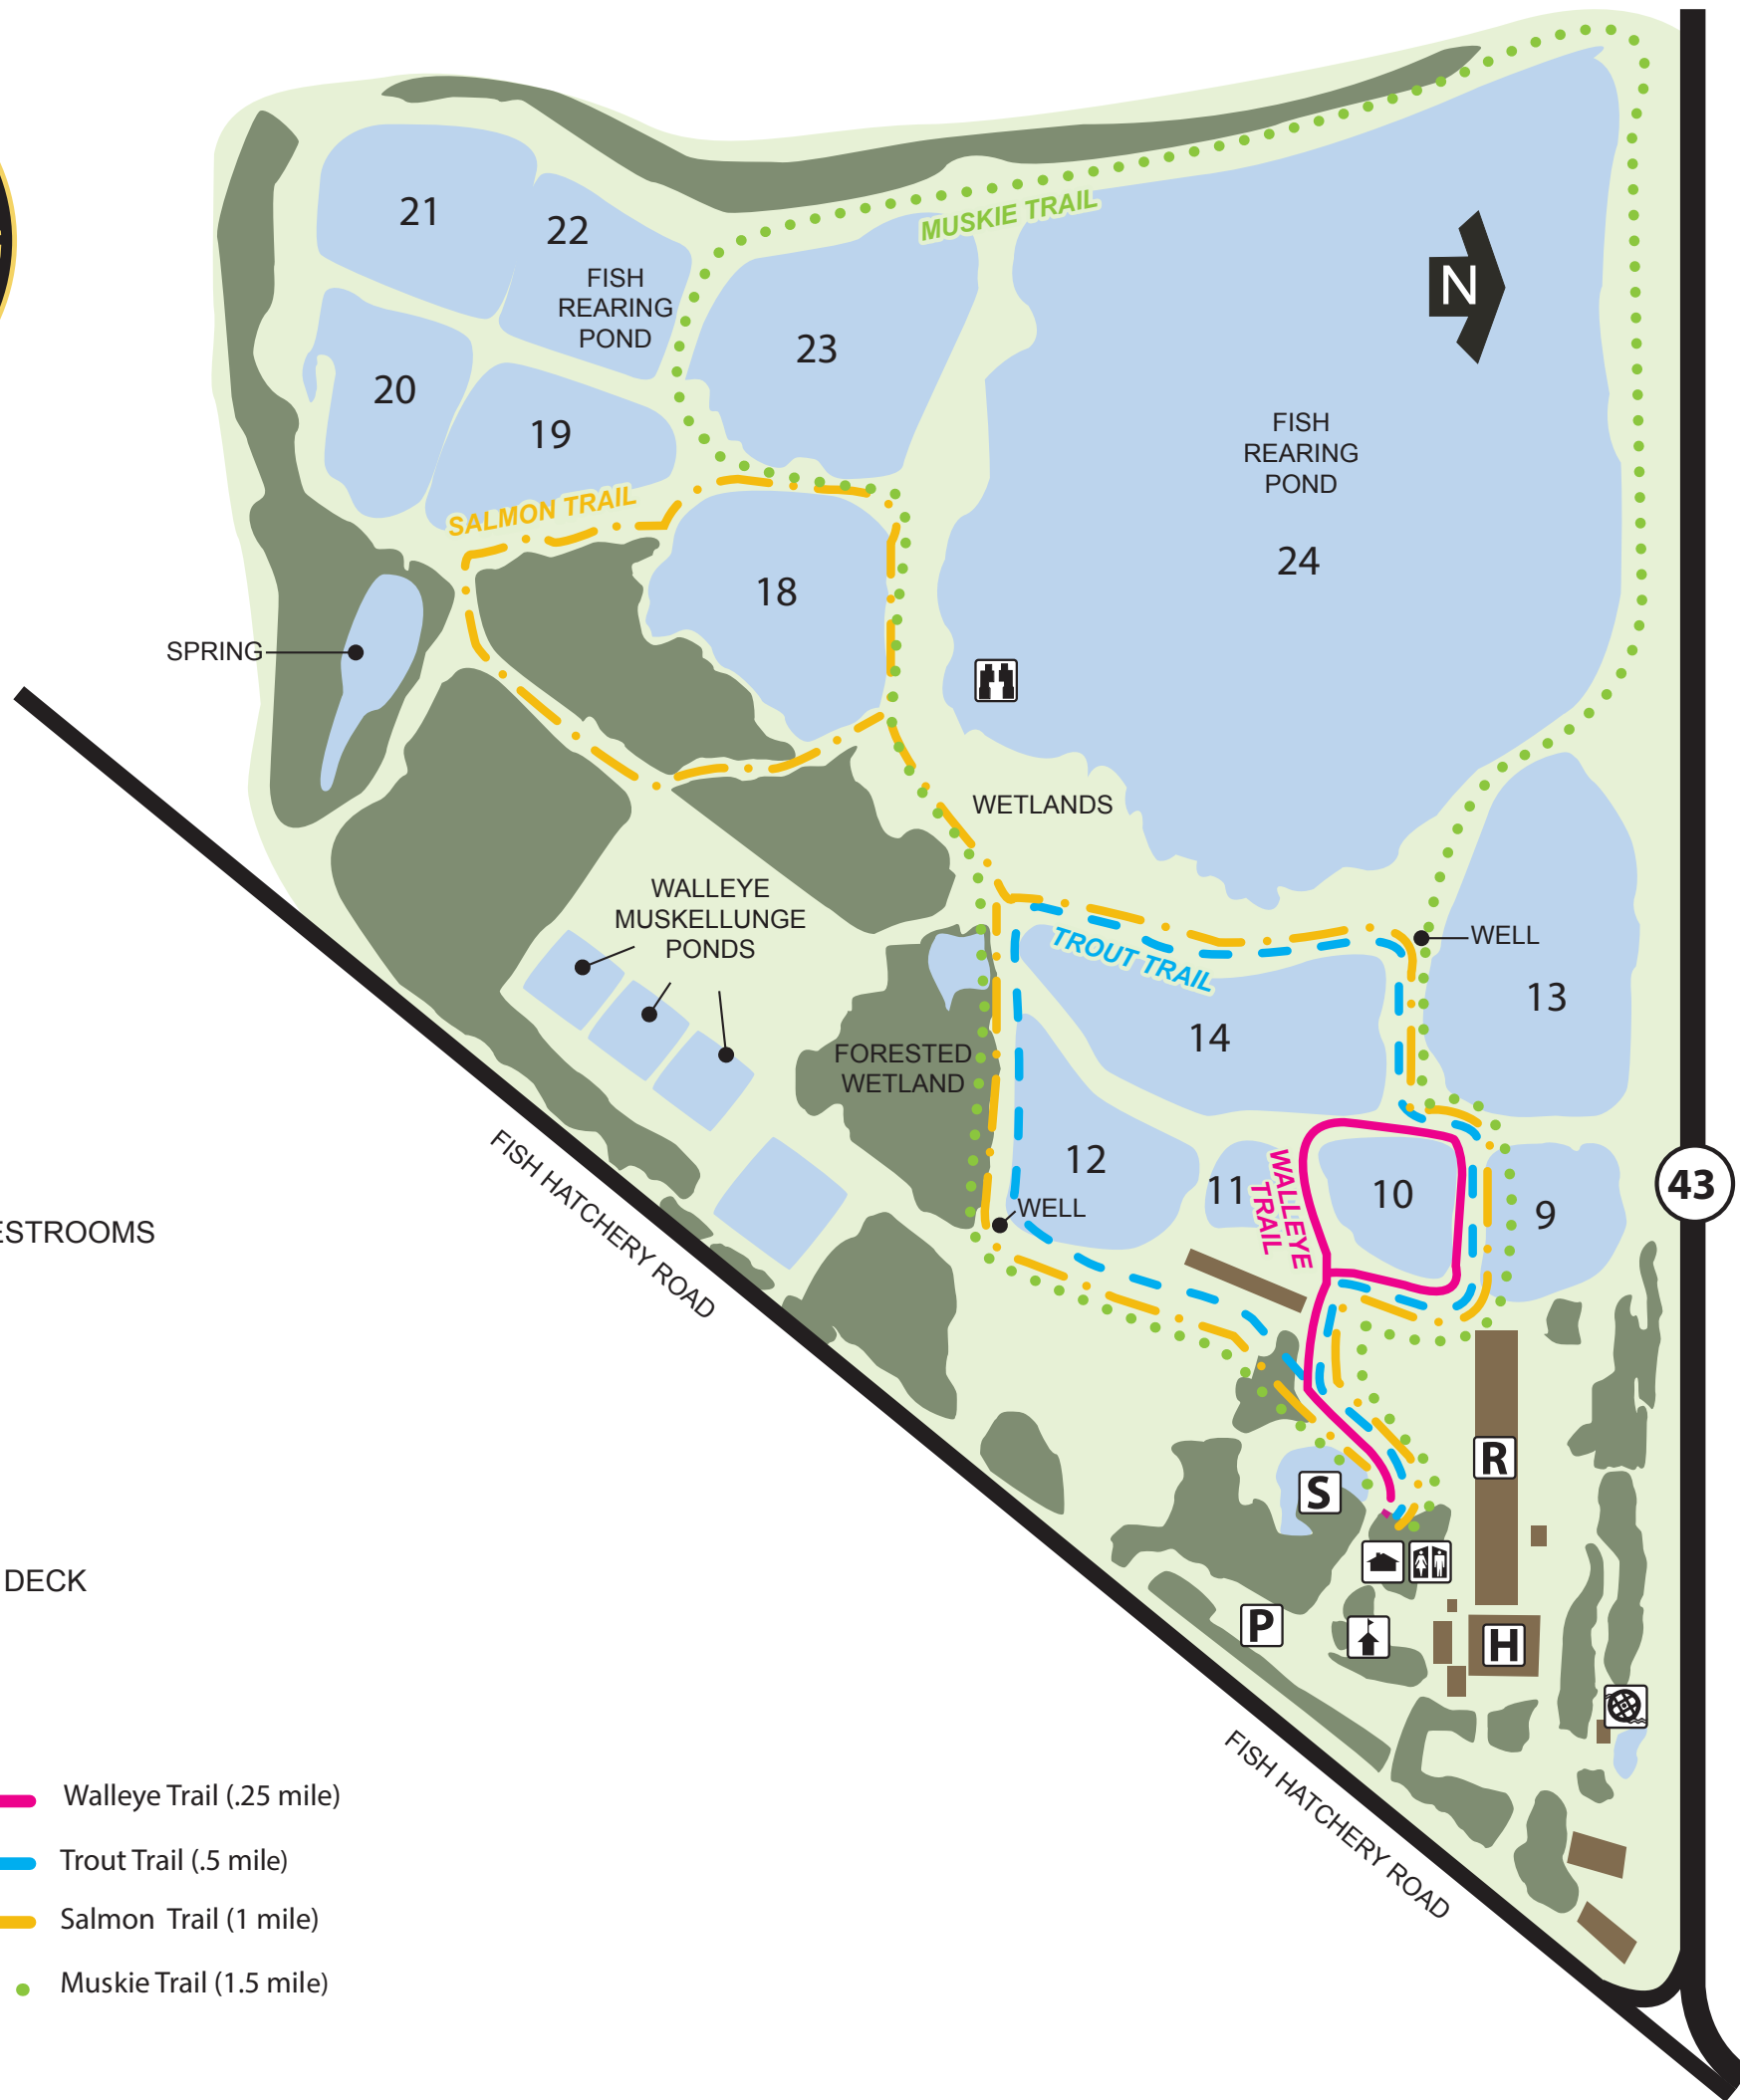 21
22
FISH
REARING
POND
MUSKIE TRAIL
N
23
20
19
FISH
REARING
POND
24
SALMON TRAIL
18
SPRING
WETLANDS
WALLEYE
MUSKELLUNGE
PONDS
TROUT TRAIL
WELL
13
14
FORESTED
WETLAND
12
11
WALLEYE
TRAIL
10
9
43
WELL
FISH HATCHERY ROAD
ESTROOMS
R
S
DECK
P
H
FISH HATCHERY ROAD
Walleye Trail (.25 mile)
Trout Trail (.5 mile)
Salmon Trail (1 mile)
Muskie Trail (1.5 mile)